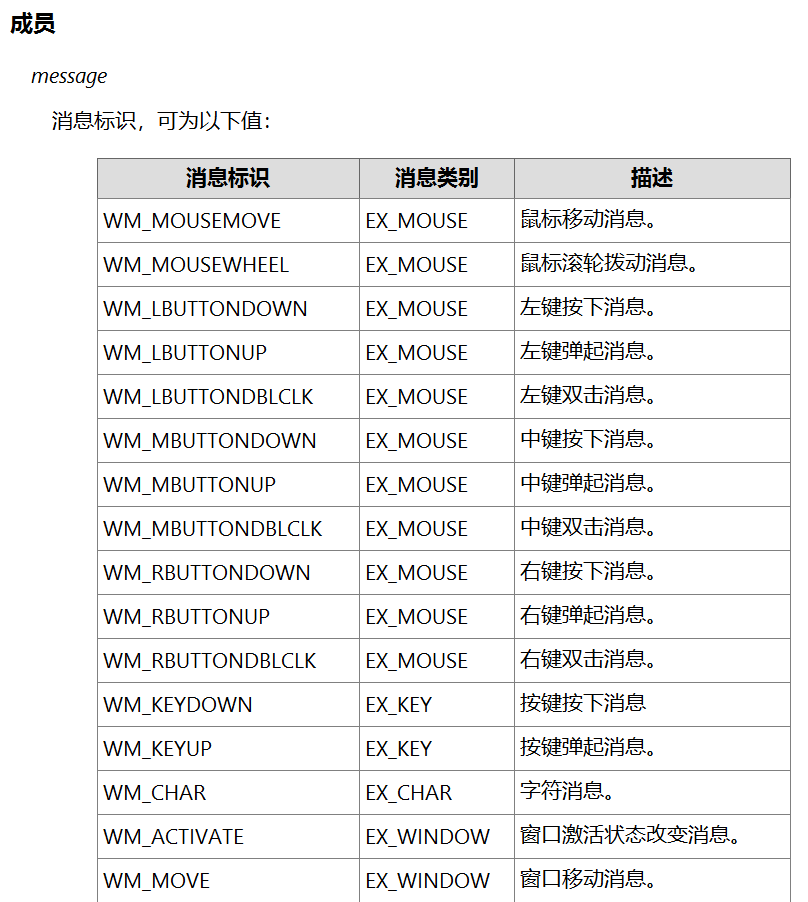 成员
message
消息标识，可为以下值：
消息标识 消息类别 描述
WM_MOUSEMOVE EX_MOUSE 鼠标移动消息。
WM_MOUSEWHEEL EX_MOUSE 鼠标滚轮拨动消息。
WM_LBUTTONDOWN EX_MOUSE 左键按下消息。
WM_LBUTTONUP EX_MOUSE 左键弹起消息。
WM_LBUTTONDBLCLK EX_MOUSE 左键双击消息。
WM_MBUTTONDOWN EX_MOUSE 中键按下消息。
WM_MBUTTONUP EX_MOUSE 中键弹起消息。
WM_MBUTTONDBLCLK EX_MOUSE 中键双击消息。
WM_RBUTTONDOWN EX_MOUSE 右键按下消息。
WM_RBUTTONUP EX_MOUSE 右键弹起消息。
WM_RBUTTONDBLCLK EX_MOUSE 右键双击消息。
WM_KEYDOWN EX_KEY 按键按下消息
WM_KEYUP EX_KEY 按键弹起消息。
WM_CHAR EX_CHAR 字符消息。
WM_ACTIVATE EX_WINDOW 窗口激活状态改变消息。
WM_MOVE EX_WINDOW 窗口移动消息。